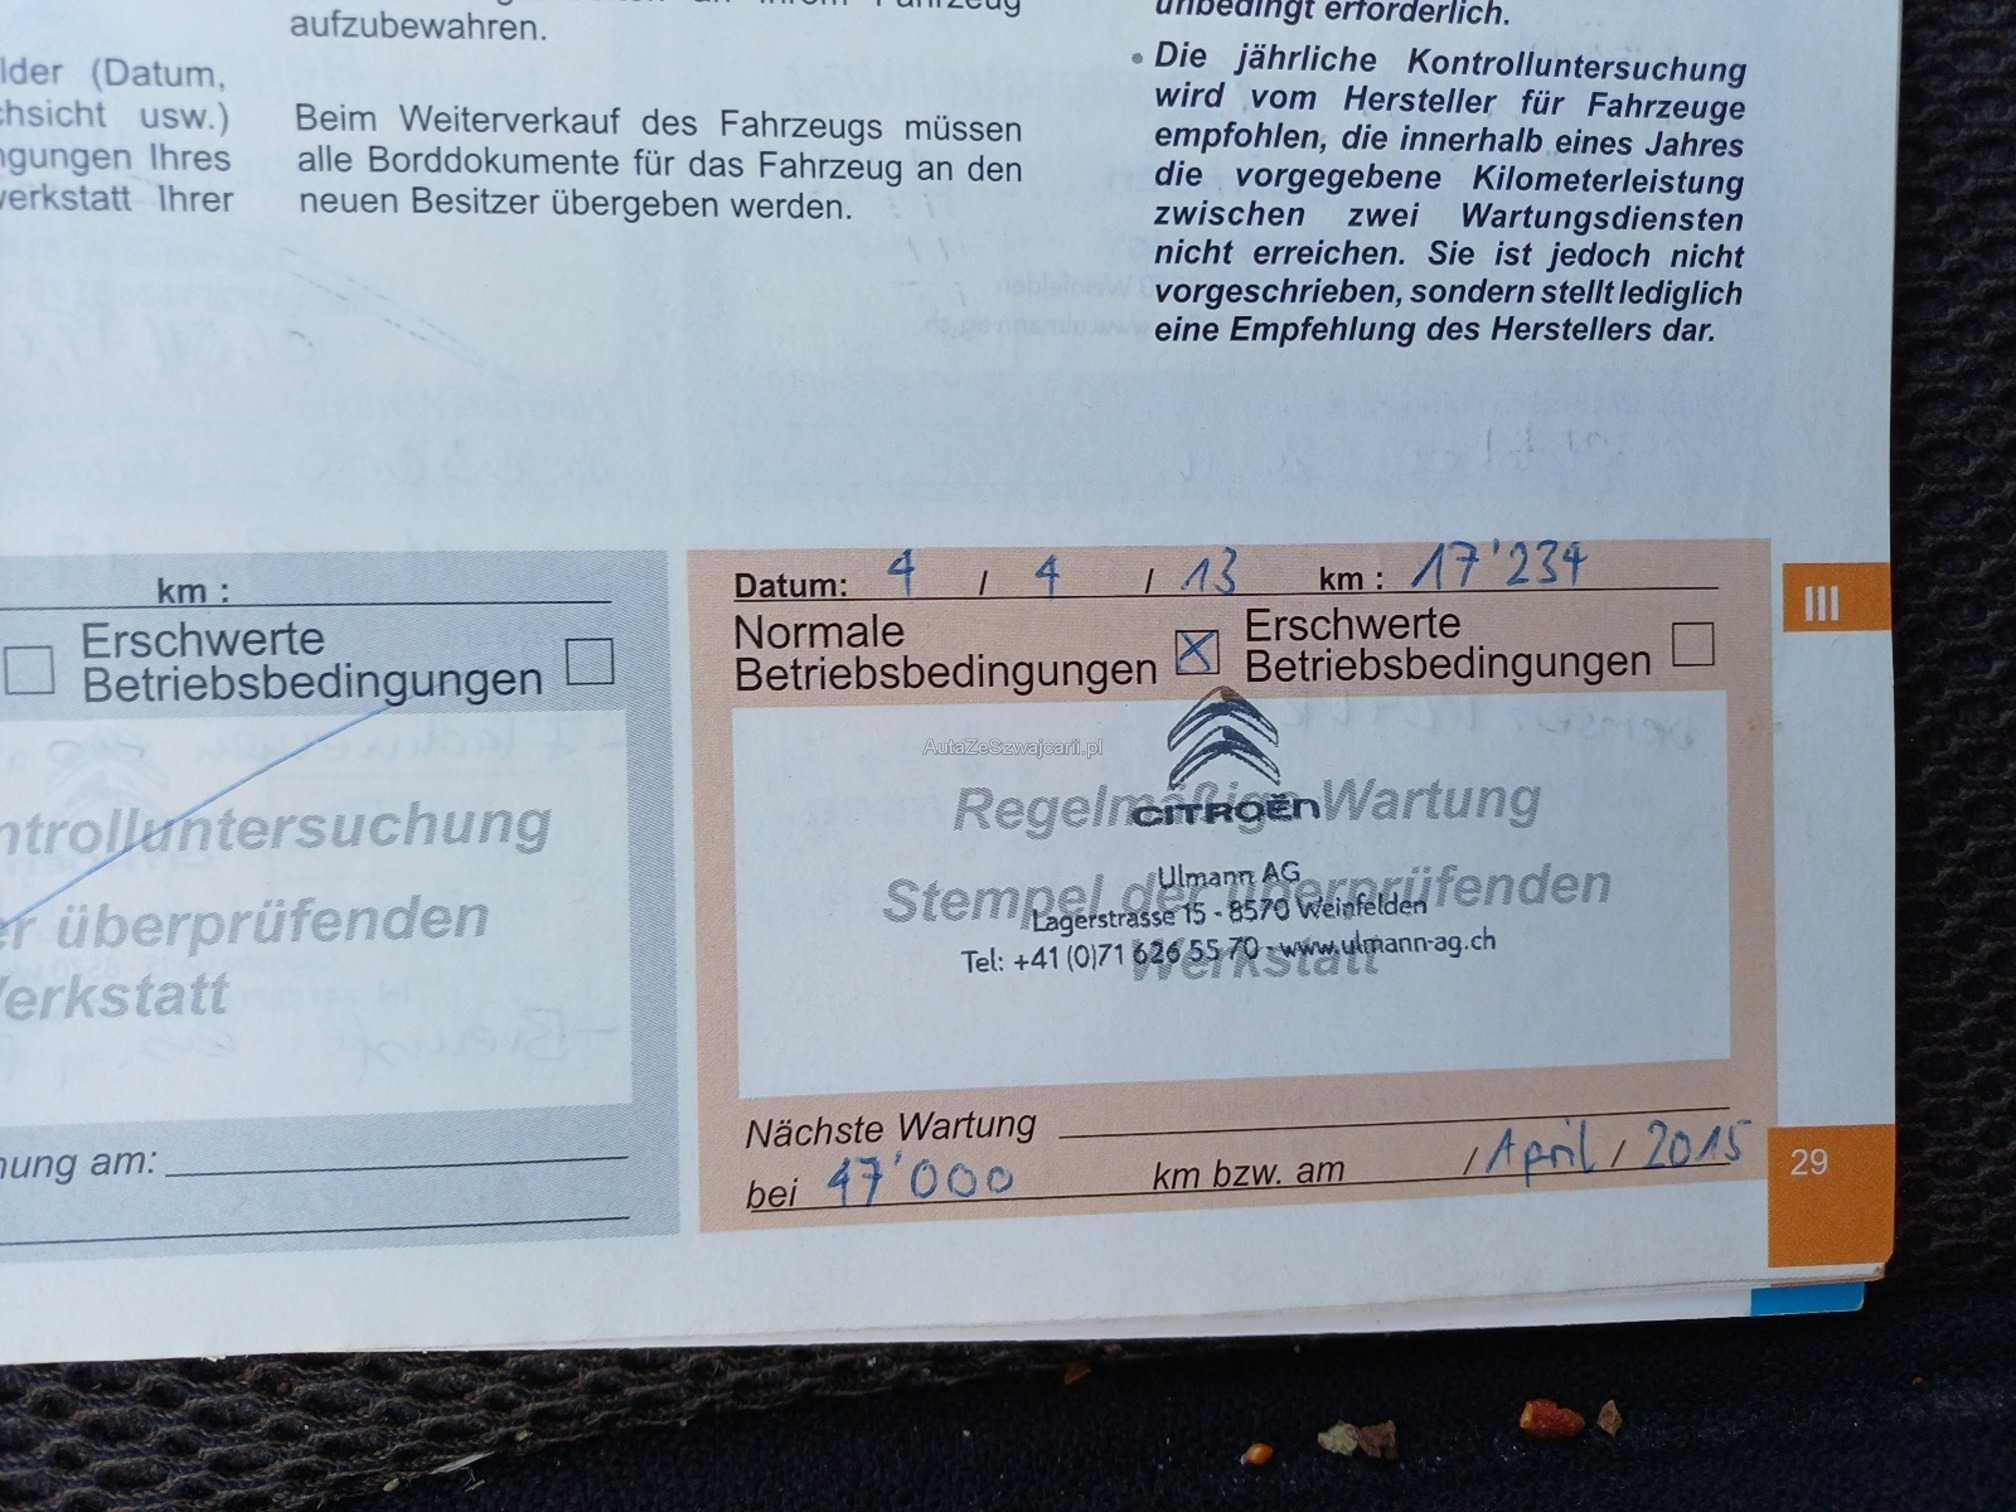 aufzubewahren.
lder (Datum,
hsicht usw.)
ngungen Ihres
verkstatt Ihrer
Beim Weiterverkauf des Fahrzeugs müssen
alle Borddokumente für das Fahrzeug an den
neuen Besitzer übergeben werden.
unbedingt erforderlich.
• Die jährliche Kontrolluntersuchung
wird vom Hersteller für Fahrzeuge
empfohlen, die innerhalb eines Jahres
die vorgegebene Kilometerleistung
zwischen zwei Wartungsdiensten
nicht erreichen. Sie ist jedoch nicht
vorgeschrieben, sondern stellt lediglich
eine Empfehlung des Herstellers dar.
km :
Erschwerte
Betriebsbedingungen
ntrolluntersuchung
er überprüfenden
erkstatt
nung am:
Datum: 4 / 4 / 13 km : 17'234
Normale
Betriebsbedingungen
Erschwerte
Betriebsbedingungen
AutaZeSzwajcarii.pl
Regelmäßige Wartung
CITROËN
Stempel der überprüfenden
Werkstatt
Ulmann AG
Lagerstrasse 15 - 8570 Weinfelden
Tel: +41 (0)71 626 55 70 - www.ulmann-ag.ch
Nächste Wartung
bei 47'000 km bzw. am / April / 2015
III
29